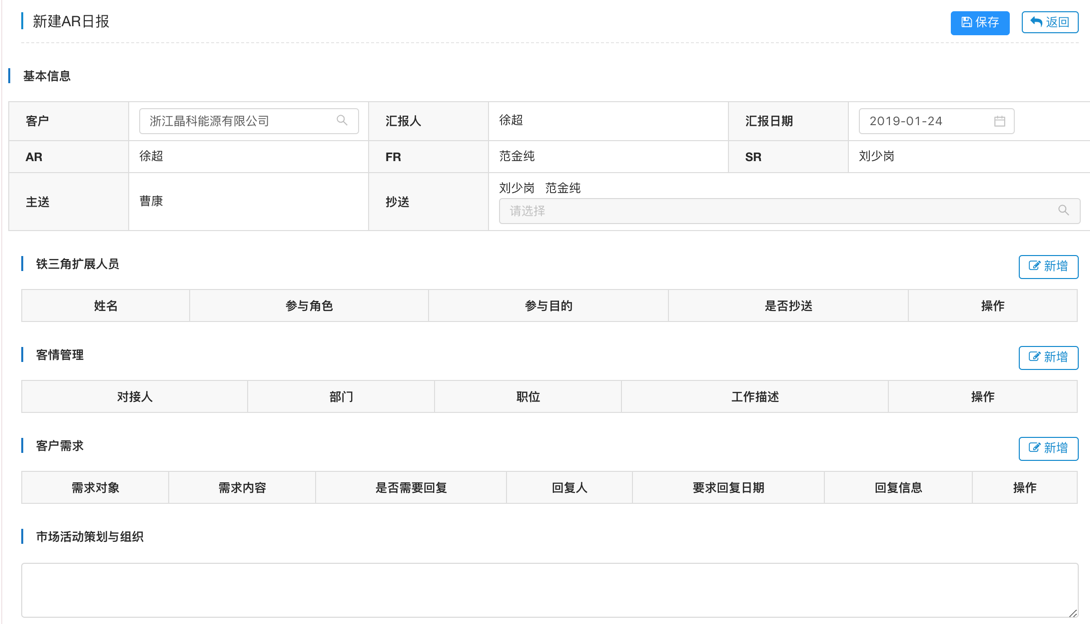 新建AR日报 保存 返回
基本信息
客户 浙江晶科能源有限公司 汇报人 徐超 汇报日期 2019-01-24
AR 徐超 FR 范金纯 SR 刘少岗
主送 曹康 抄送 刘少岗 范金纯
请选择
铁三角扩展人员 新增
姓名 参与角色 参与目的 是否抄送 操作
客情管理 新增
对接人 部门 职位 工作描述 操作
客户需求 新增
需求对象 需求内容 是否需要回复 回复人 要求回复日期 回复信息 操作
市场活动策划与组织